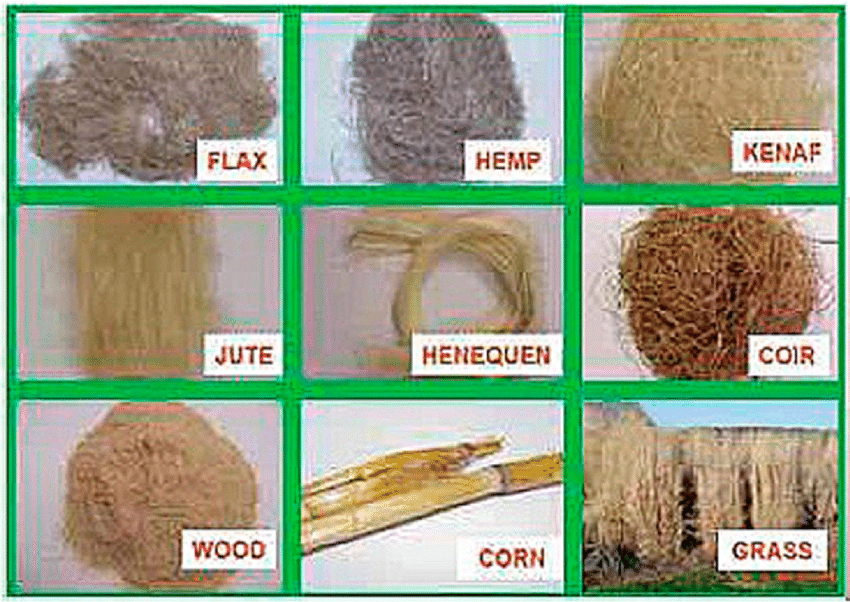 FLAX
HEMP
KENAF
JUTE
HENEQUEN
COIR
WOOD
CORN
GRASS